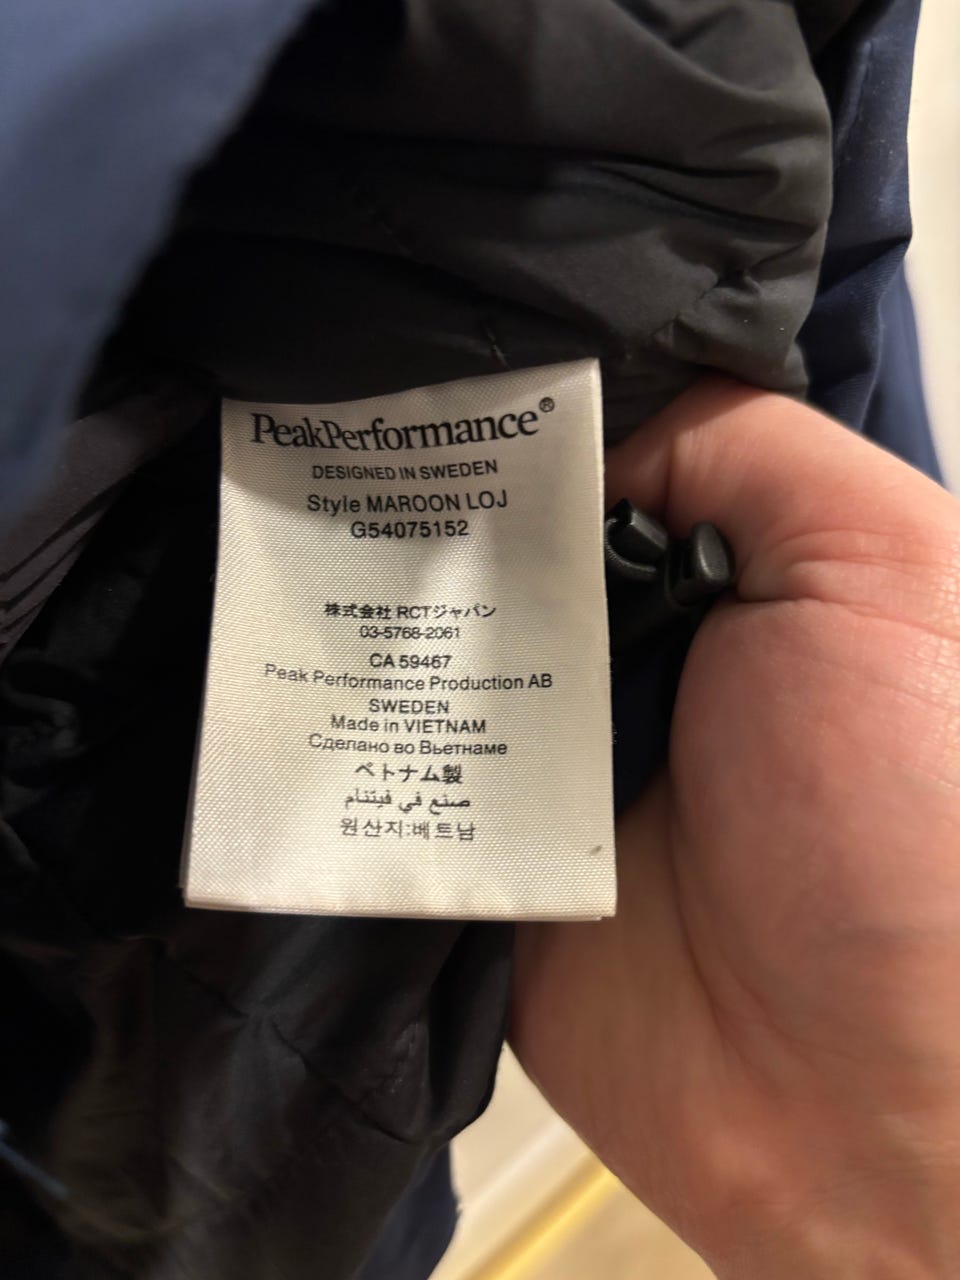 PeakPerformance®
DESIGNED IN SWEDEN
Style MAROON LOJ
G54075152
株式会社 RCTジャパン
03-5768-2061
CA 59467
Peak Performance Production AB
SWEDEN
Made in VIETNAM
Сделано во Вьетнаме
ベトナム製
صنع في فيتنام
원산지:베트남